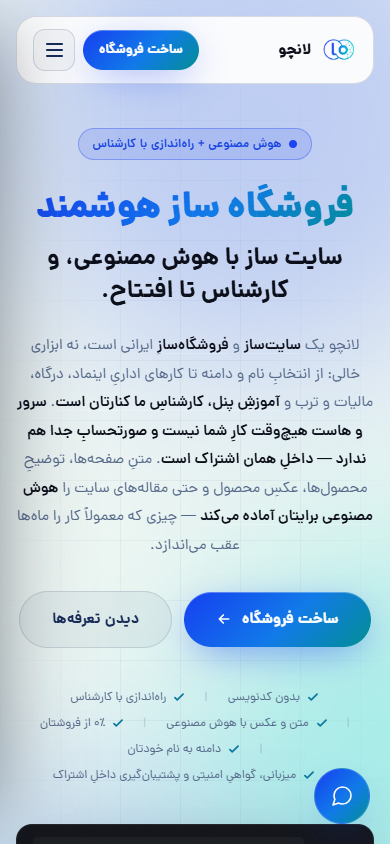 لانچو
ساخت فروشگاه
هوش مصنوعی + راه‌اندازی با کارشناس
فروشگاه ساز هوشمند
سایت ساز با هوش مصنوعی، و
کارشناس تا افتتاح.
لانچو یک سایت‌ساز و فروشگاه‌سازِ ایرانی است، نه ابزاری
خالی: از انتخابِ نام و دامنه تا کارهای اداریِ اینماد، درگاه،
مالیات و ترب و آموزشِ پنل، کارشناسِ ما کنارتان است. سرور
و هاست هیچ‌وقت کارِ شما نیست و صورتحسابِ جدا هم
ندارد — داخلِ همان اشتراک است. متنِ صفحه‌ها، توضیحِ
محصول‌ها، عکسِ محصول و حتی مقاله‌های سایت را هوش
مصنوعی برایتان آماده می‌کند — چیزی که معمولاً کار را ماه‌ها
عقب می‌اندازد.
ساخت فروشگاه ←
دیدن تعرفه‌ها
بدون کدنویسی | راه‌اندازی با کارشناس
| متن و عکس با هوش مصنوعی | ۰٪ از فروشتان
| دامنه به نام خودتان
میزبانی، گواهیِ امنیتی و پشتیبان‌گیری داخلِ اشتراک